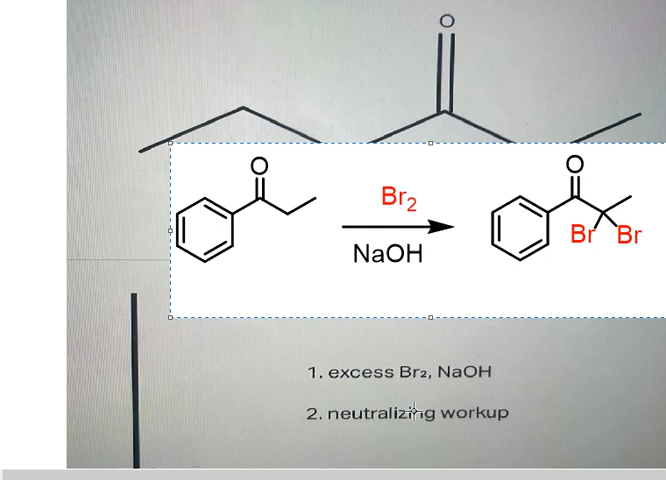 O
O
O
Br₂
NaOH
Br
Br
1. excess Br₂, NaOH
2. neutralizing workup